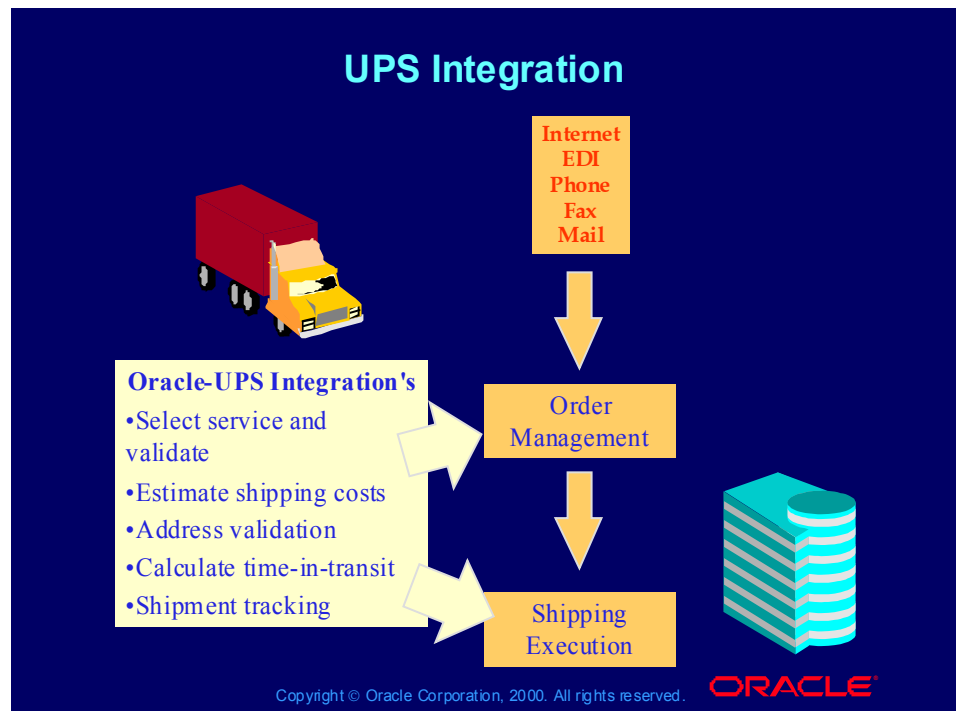 UPS Integration
Internet
EDI
Phone
Fax
Mail
Oracle-UPS Integration's
•Select service and
validate
•Estimate shipping costs
•Address validation
•Calculate time-in-transit
•Shipment tracking
Order
Management
Shipping
Execution
Copyright © Oracle Corporation, 2000. All rights reserved.
ORACLE®